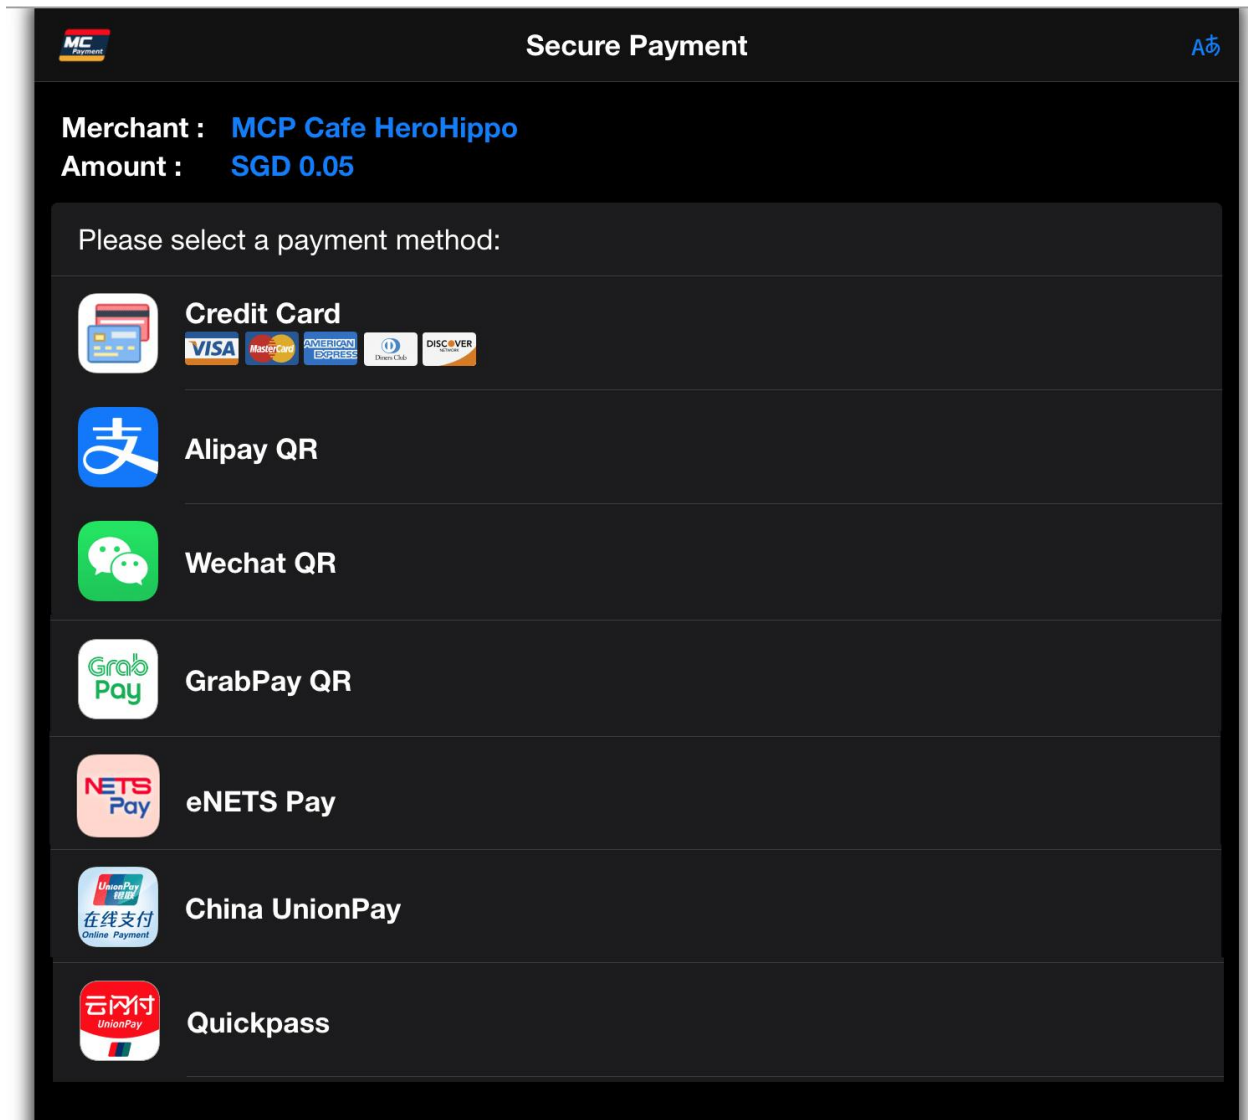 MC
Payment
Secure Payment
Aあ
Merchant : MCP Cafe HeroHippo
Amount : SGD 0.05
Please select a payment method:
Credit Card
VISA MasterCard AMERICAN EXPRESS Diners Club DISCOVER NETWORK
支
Alipay QR
Wechat QR
Grab
Pay
GrabPay QR
NETS
Pay
eNETS Pay
UnionPay
银联
在线支付
Online Payment
China UnionPay
云闪付
UnionPay
Quickpass